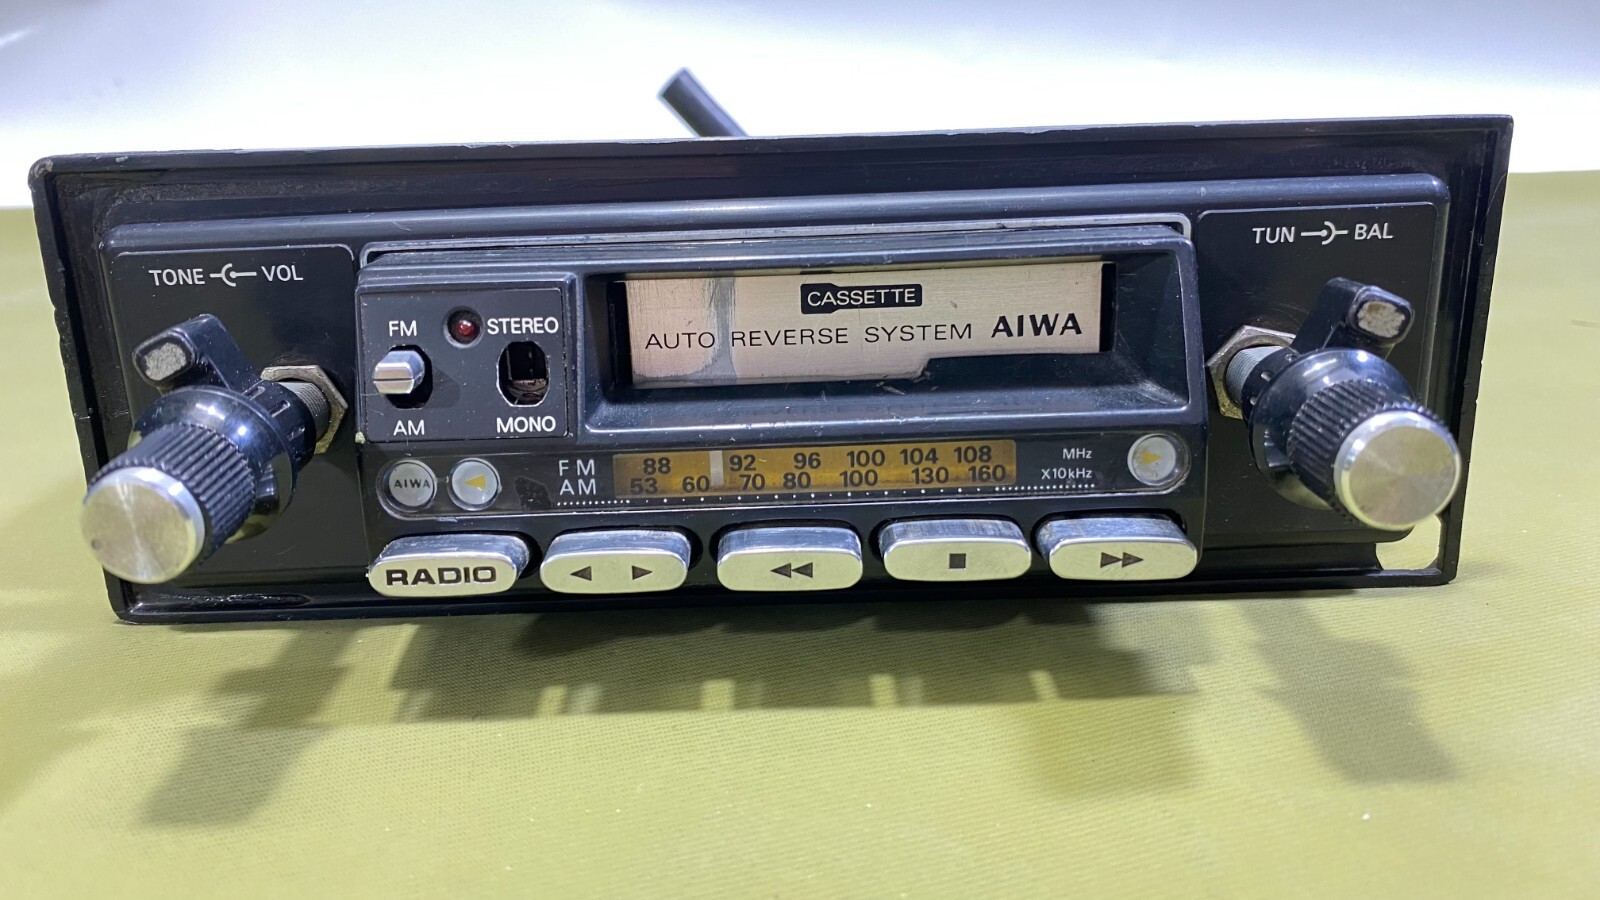 TONE VOL
TUN BAL
FM STEREO
AM MONO
CASSETTE
AUTO REVERSE SYSTEM AIWA
AIWA
FM 88 92 96 100 104 108 MHz
AM 53 60 70 80 100 130 160 X10kHz
RADIO